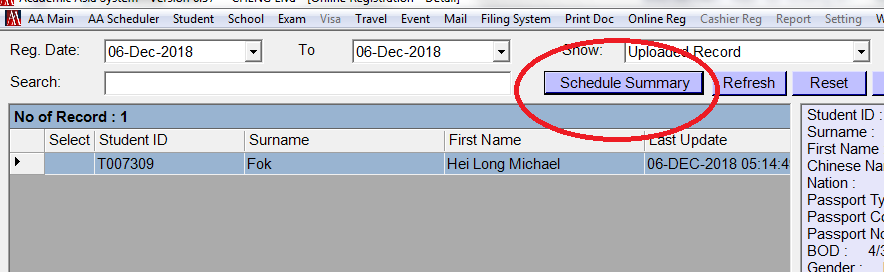 AA Main AA Scheduler Student School Exam Visa Travel Event Mail Filing System Print Doc Online Reg Cashier Reg Report Setting
Reg. Date: 06-Dec-2018 To 06-Dec-2018 Show: Uploaded Record
Search: Schedule Summary Refresh Reset
No of Record : 1
Select Student ID Surname First Name Last Update
T007309 Fok Hei Long Michael 06-DEC-2018 05:14:4
Student ID :
Surname :
First Name
Chinese Na
Nation :
Passport Ty
Passport Co
Passport No
BOD : 4/3
Gender :